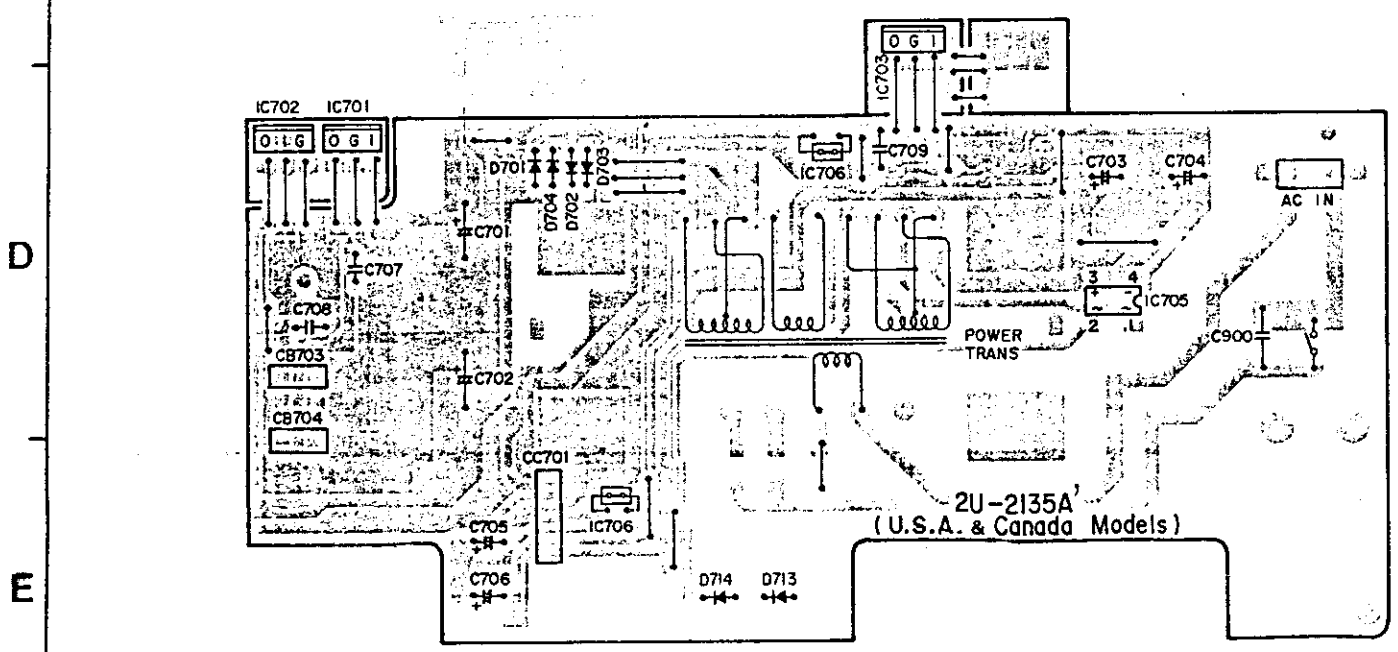 O G I
IC703
IC702 IC701
O I G O G I
D701
D704
D702
D703
IC706
C709
C703
+
C704
+
AC IN
D
+
C701
C707
C708
3 4
+ -
~ ~
IC705
2 1
POWER
TRANS
C900
CB703
+
C702
CB704
CC701
IC706
2U-2135A
(U.S.A. & Canada Models)
C705
+
E
C706
+
D714 D713